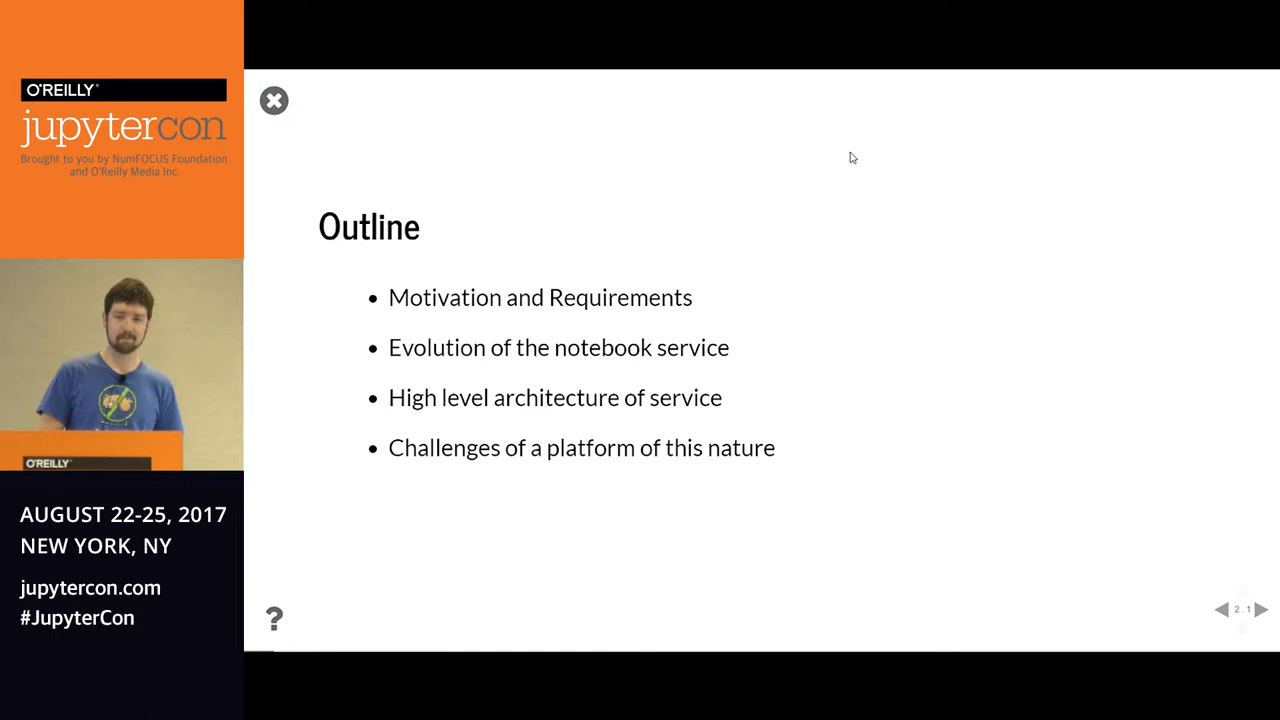 O'REILLY®
jupytercon
Brought to you by NumFOCUS Foundation
and O'Reilly Media Inc.
O'REILLY
AUGUST 22-25, 2017
NEW YORK, NY
jupytercon.com
#JupyterCon
Outline
• Motivation and Requirements
• Evolution of the notebook service
• High level architecture of service
• Challenges of a platform of this nature
?
2.1